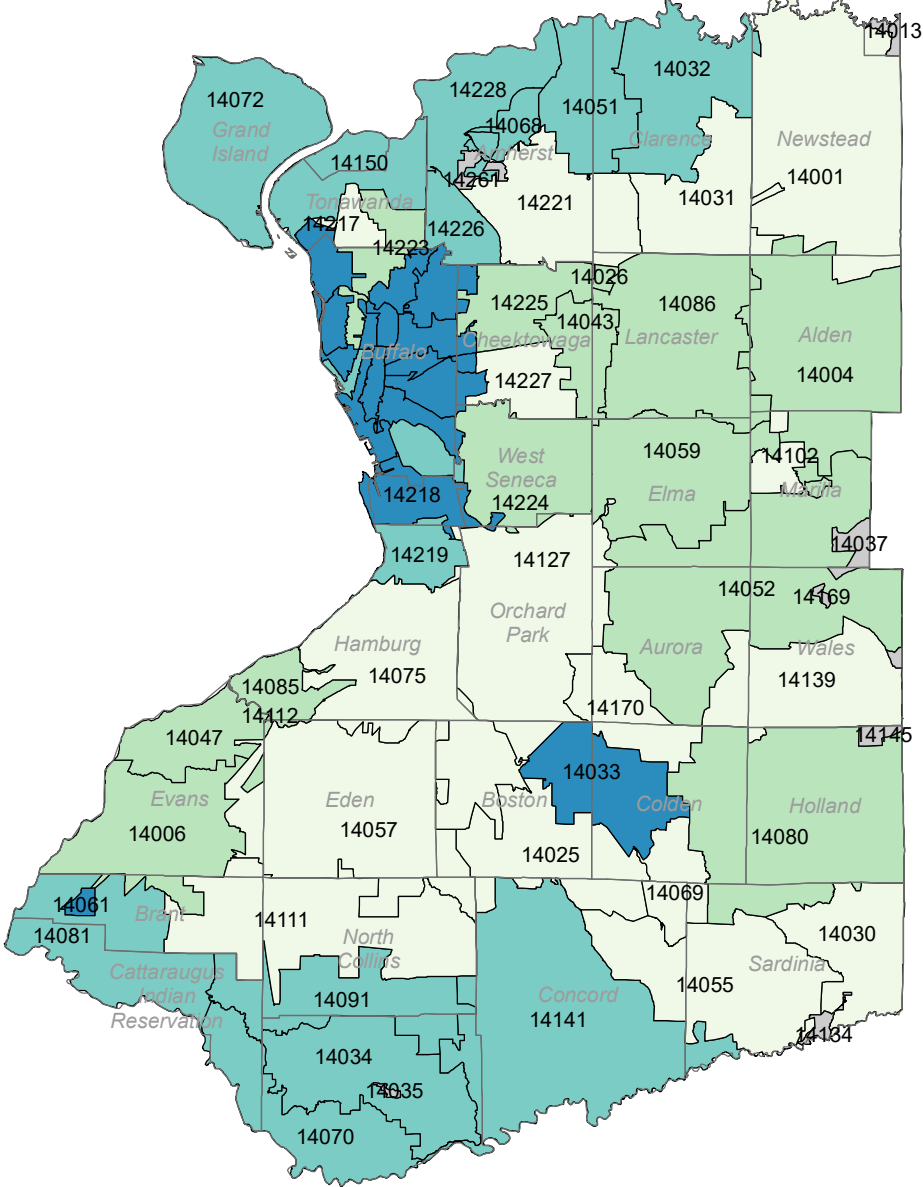 14013
14032
14072
14228
14051
14068
Grand
Island
Clarence
Newstead
Amherst
14150
14001
14261
14031
Tonawanda
14221
14217
14226
14223
14026
14225
14086
14043
Alden
Cheektowaga
Lancaster
Buffalo
14004
14227
14059
14102
West
Seneca
Marilla
Elma
14218
14224
14037
14219
14127
14052
14169
Orchard
Park
Hamburg
Aurora
Wales
14075
14139
14085
14170
14112
14047
14145
14033
Evans
Eden
Boston
Colden
Holland
14006
14057
14080
14025
14069
14061
Brant
14111
14030
14081
North
Collins
Sardinia
Cattaraugus
Indian
Reservation
14055
14091
Concord
14141
14134
14034
14035
14070